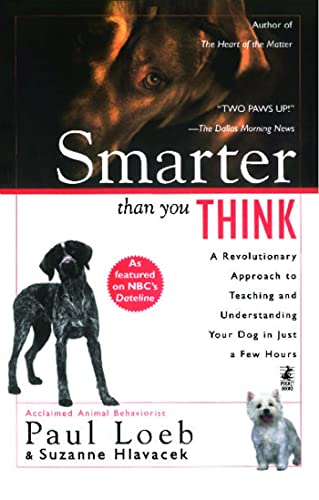 Author of
The Heart of the Matter
"TWO PAWS UP!"
—The Dallas Morning News
Smarter
than you THINK
A Revolutionary
Approach to
Teaching and
Understanding
Your Dog in Just
a Few Hours
As
featured
on NBC's
Dateline
POCKET
BOOKS
Acclaimed Animal Behaviorist
Paul Loeb
& Suzanne Hlavacek